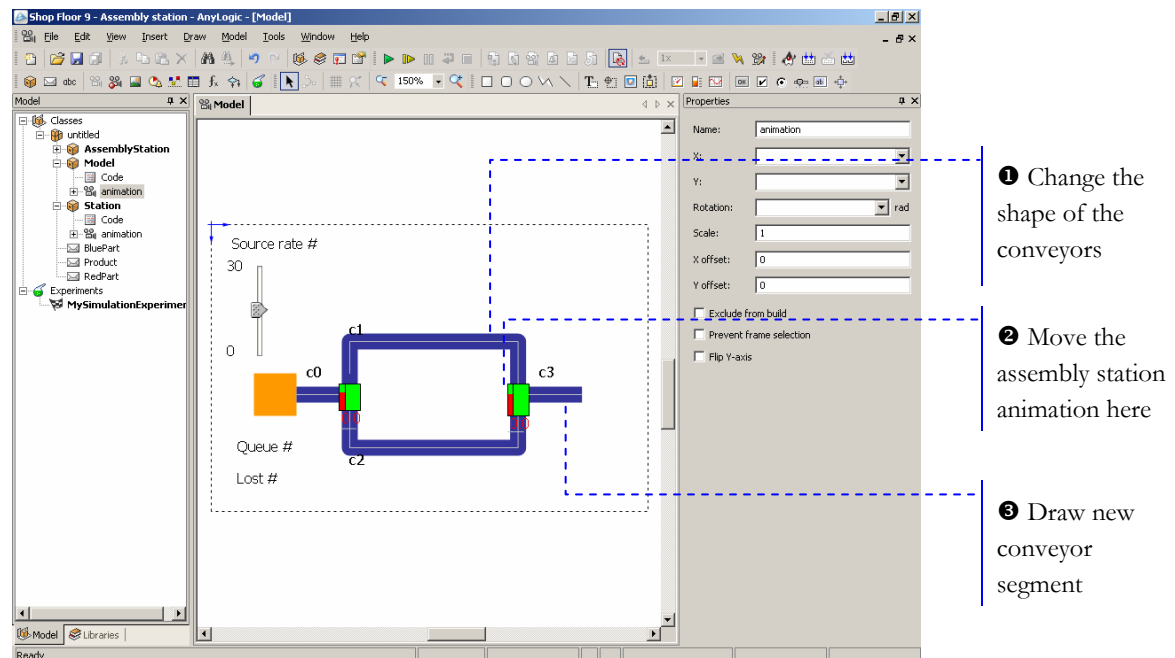 Shop Floor 9 - Assembly station - AnyLogic - [Model]
File Edit View Insert Draw Model Tools Window Help
1x
abc
150%
Model
Classes
untitled
AssemblyStation
Model
Code
animation
Station
Code
animation
BluePart
Product
RedPart
Experiments
MySimulationExperimer
Model Libraries
Ready
Model
Source rate #
30
0
c1
c0
c3
c2
Queue #
Lost #
Properties
Name: animation
X:
Y:
Rotation: rad
Scale: 1
X offset: 0
Y offset: 0
Exclude from build
Prevent frame selection
Flip Y-axis
❶ Change the
shape of the
conveyors
❷ Move the
assembly station
animation here
❸ Draw new
conveyor
segment